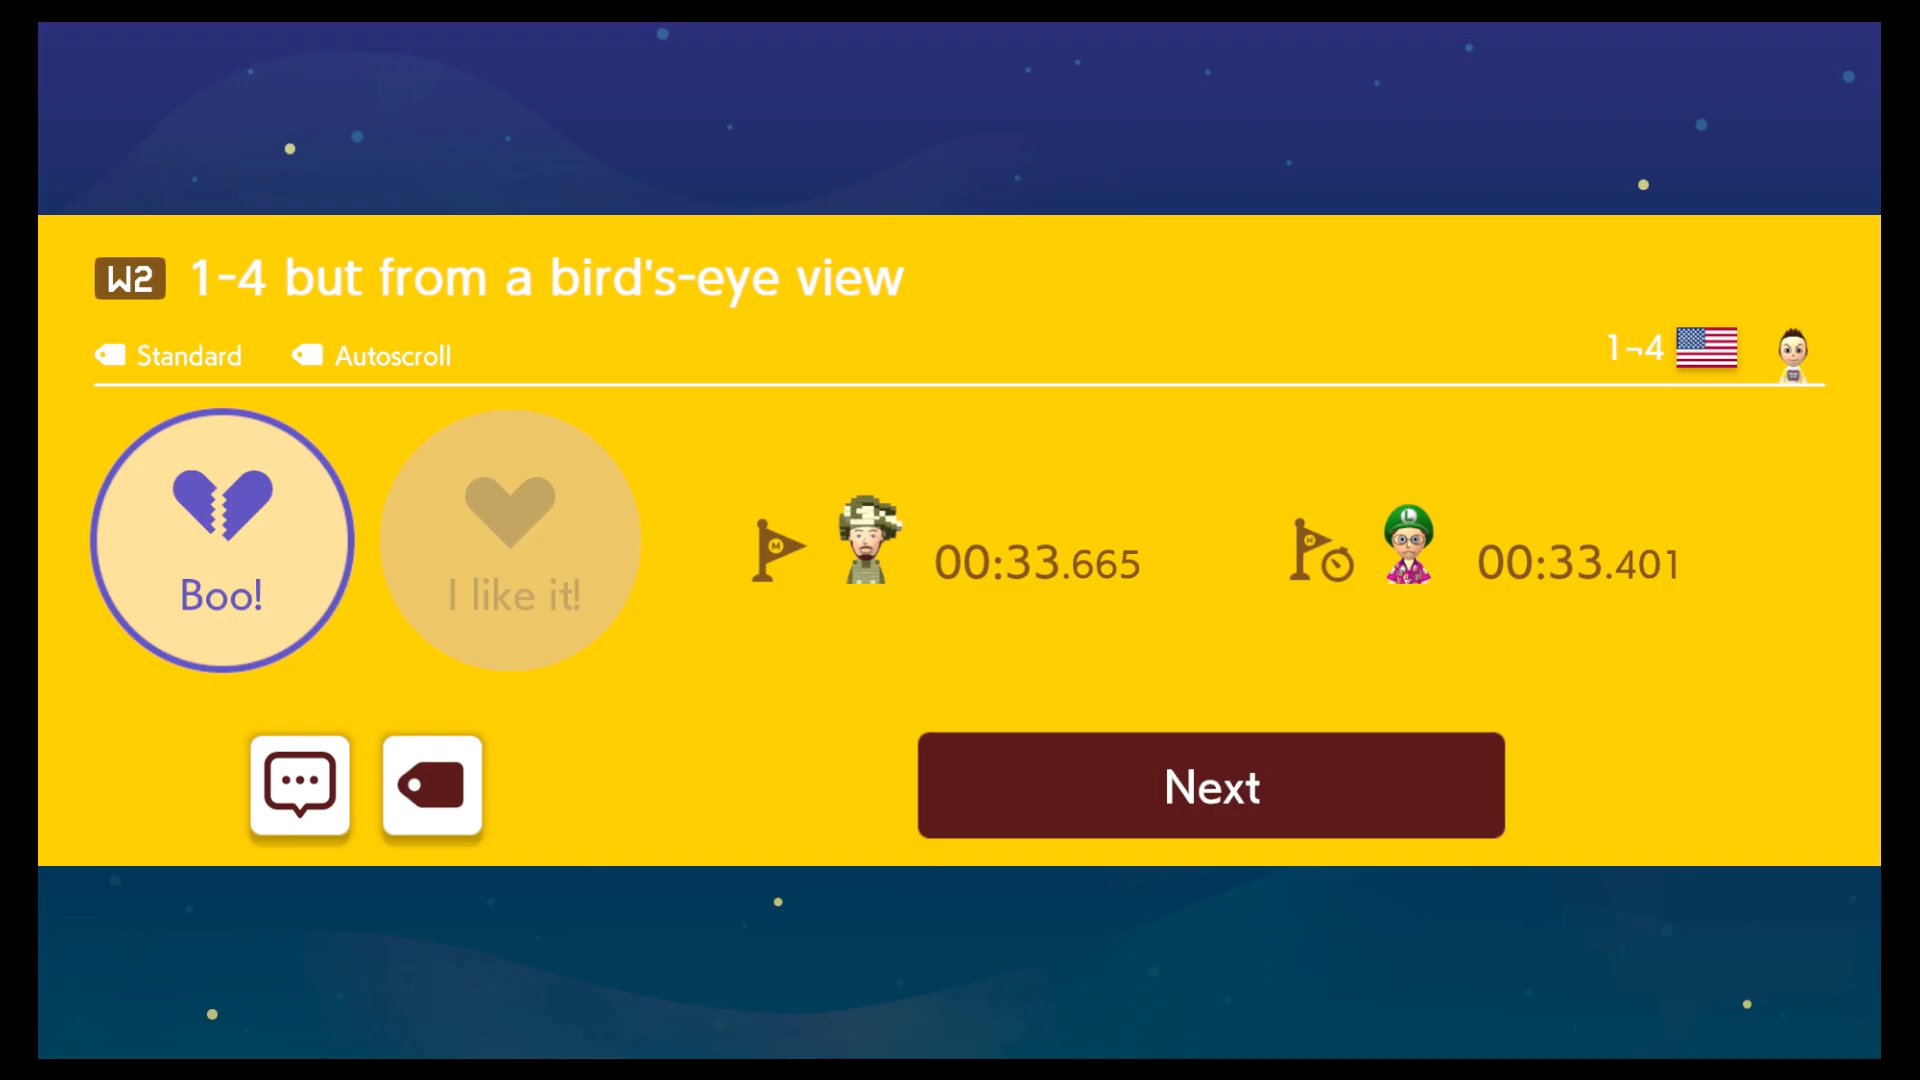 W2 1-4 but from a bird's-eye view
Standard Autoscroll
1¬4
Boo!
I like it!
M 00:33.665
M L 00:33.401
Next